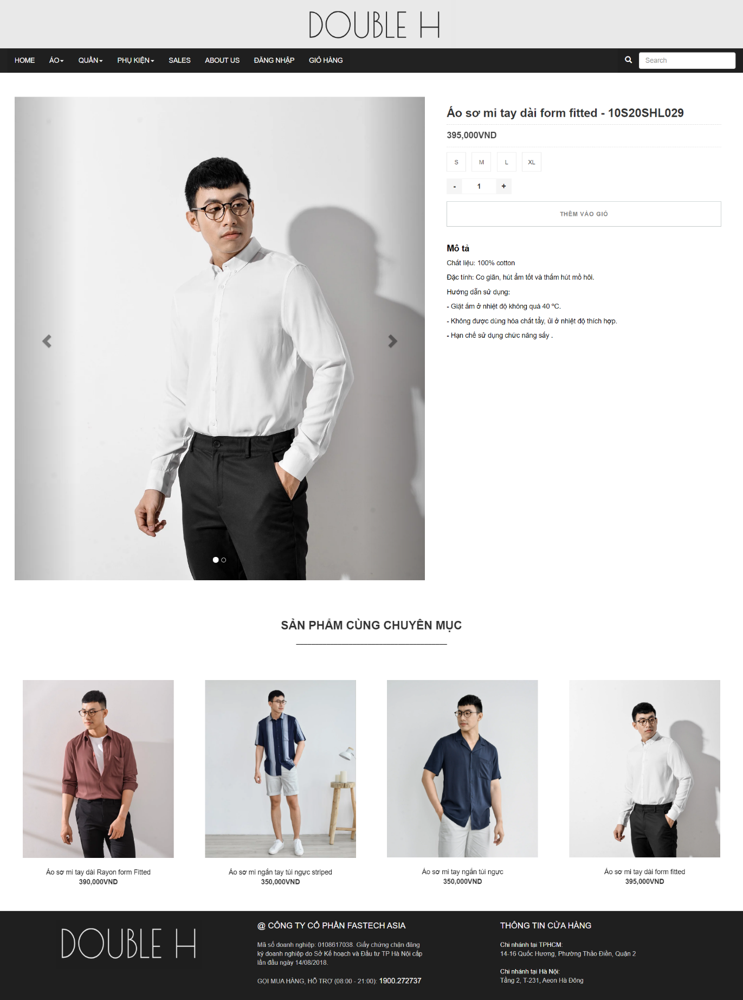 DOUBLE H
HOME ÁO QUẦN PHỤ KIỆN SALES ABOUT US ĐĂNG NHẬP GIỎ HÀNG Search
Áo sơ mi tay dài form fitted - 10S20SHL029
395,000VND
S M L XL
- 1 +
THÊM VÀO GIỎ
Mô tả
Chất liệu: 100% cotton
Đặc tính: Co giãn, hút ẩm tốt và thấm hút mồ hôi.
Hướng dẫn sử dụng:
- Giặt ấm ở nhiệt độ không quá 40 ºC.
- Không được dùng hóa chất tẩy, ủi ở nhiệt độ thích hợp.
- Hạn chế sử dụng chức năng sấy .
SẢN PHẨM CÙNG CHUYÊN MỤC
Áo sơ mi tay dài Rayon form Fitted
390,000VND
Áo sơ mi ngắn tay túi ngực striped
350,000VND
Áo sơ mi tay ngắn túi ngực
350,000VND
Áo sơ mi tay dài form fitted
395,000VND
DOUBLE H
@ CÔNG TY CỔ PHẦN FASTECH ASIA
Mã số doanh nghiệp: 0108617038. Giấy chứng chận đăng
ký doanh nghiệp do Sở Kế hoạch và Đầu tư TP Hà Nội cấp
lần đầu ngày 14/08/2018.
GỌI MUA HÀNG, HỖ TRỢ (08:00 - 21:00): 1900.272737
THÔNG TIN CỬA HÀNG
Chi nhánh tại TPHCM:
14-16 Quốc Hương, Phường Thảo Điền, Quận 2
Chi nhánh tại Hà Nội:
Tầng 2, T-231, Aeon Hà Đông